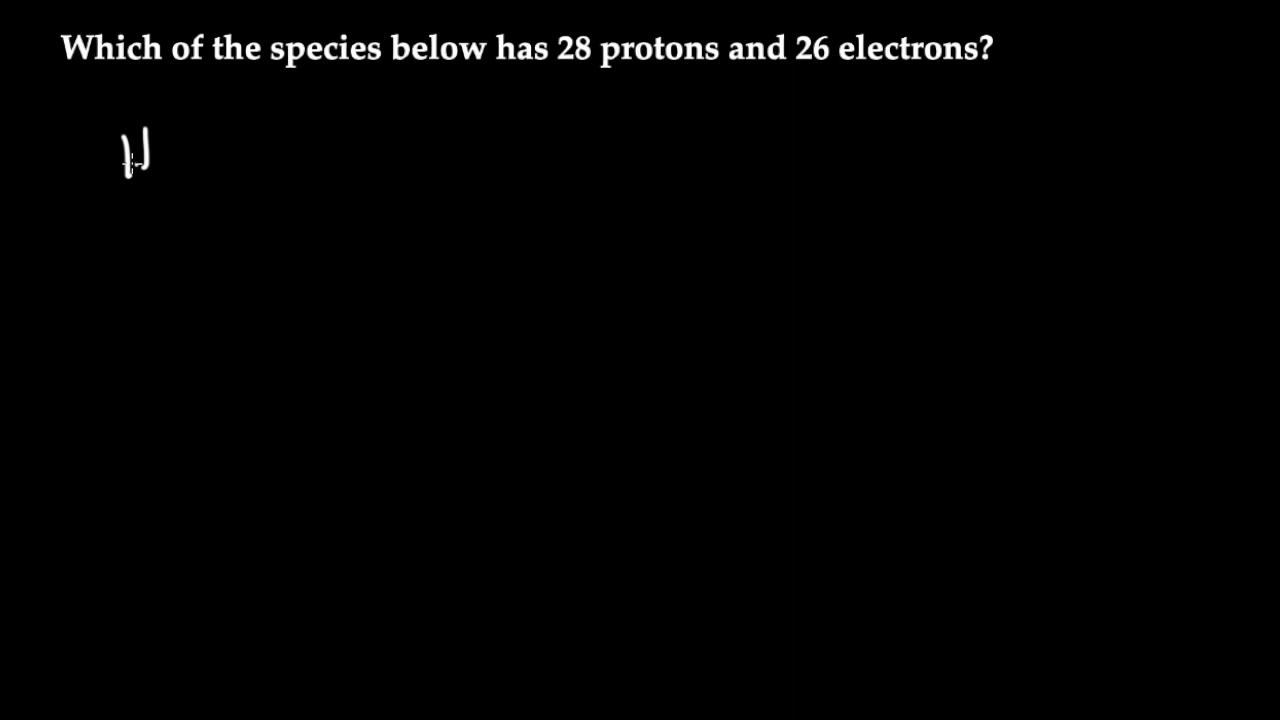 Which of the species below has 28 protons and 26 electrons?